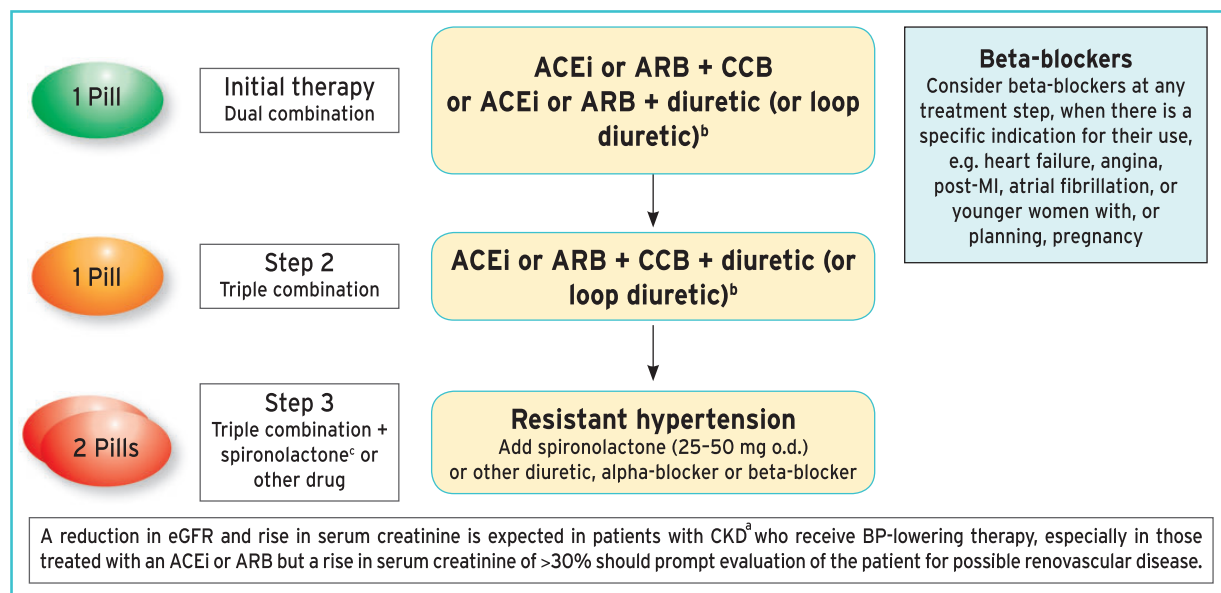 1 Pill
Initial therapy
Dual combination
ACEi or ARB + CCB
or ACEi or ARB + diuretic (or loop
diuretic)ᵇ
Beta-blockers
Consider beta-blockers at any
treatment step, when there is a
specific indication for their use,
e.g. heart failure, angina,
post-MI, atrial fibrillation, or
younger women with, or
planning, pregnancy
1 Pill
Step 2
Triple combination
ACEi or ARB + CCB + diuretic (or
loop diuretic)ᵇ
2 Pills
Step 3
Triple combination +
spironolactoneᶜ or
other drug
Resistant hypertension
Add spironolactone (25–50 mg o.d.)
or other diuretic, alpha-blocker or beta-blocker
A reduction in eGFR and rise in serum creatinine is expected in patients with CKDᵃ who receive BP-lowering therapy, especially in those
treated with an ACEi or ARB but a rise in serum creatinine of >30% should prompt evaluation of the patient for possible renovascular disease.